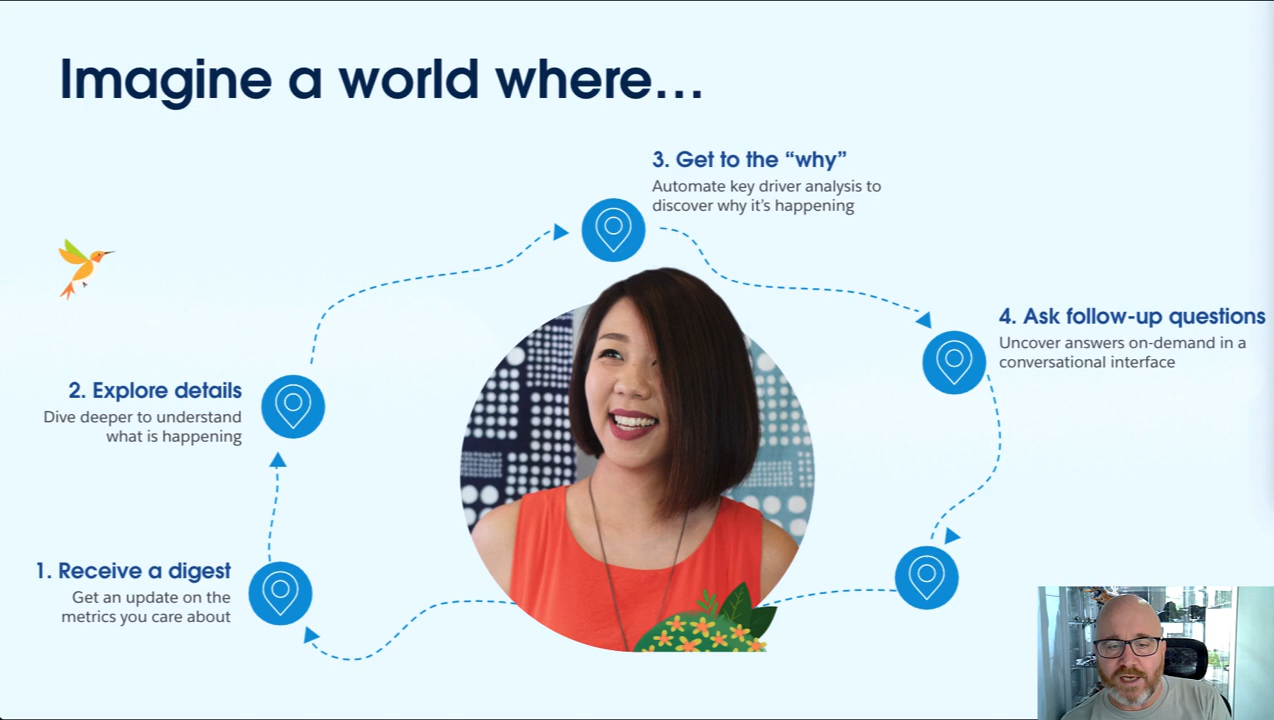 Imagine a world where...
3. Get to the “why”
Automate key driver analysis to
discover why it’s happening
4. Ask follow-up questions
Uncover answers on-demand in a
conversational interface
2. Explore details
Dive deeper to understand
what is happening
1. Receive a digest
Get an update on the
metrics you care about